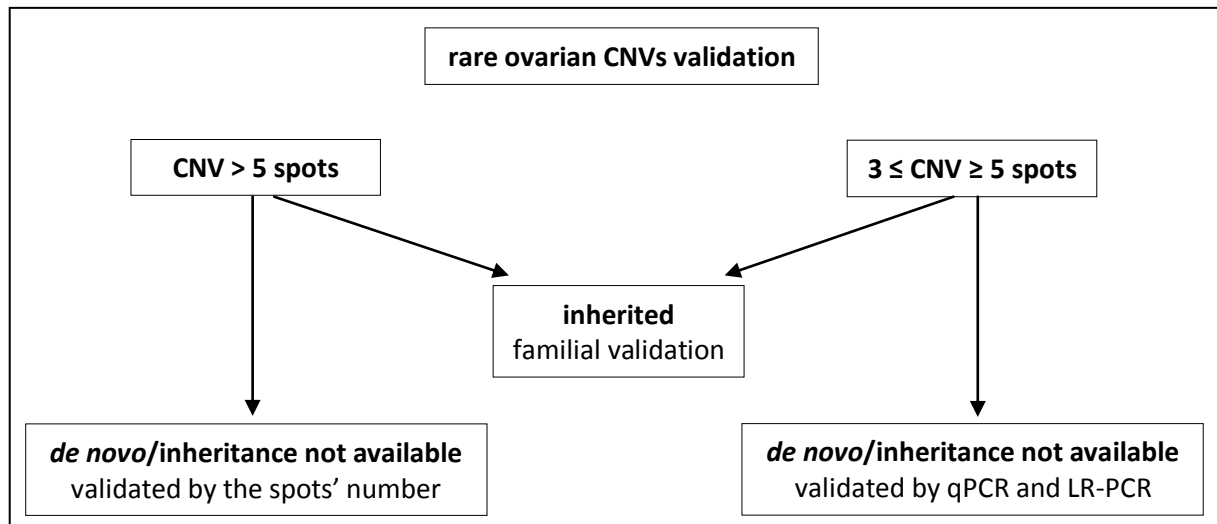 rare ovarian CNVs validation
CNV > 5 spots
3 ≤ CNV ≥ 5 spots
inherited
familial validation
de novo/inheritance not available
validated by the spots’ number
de novo/inheritance not available
validated by qPCR and LR-PCR